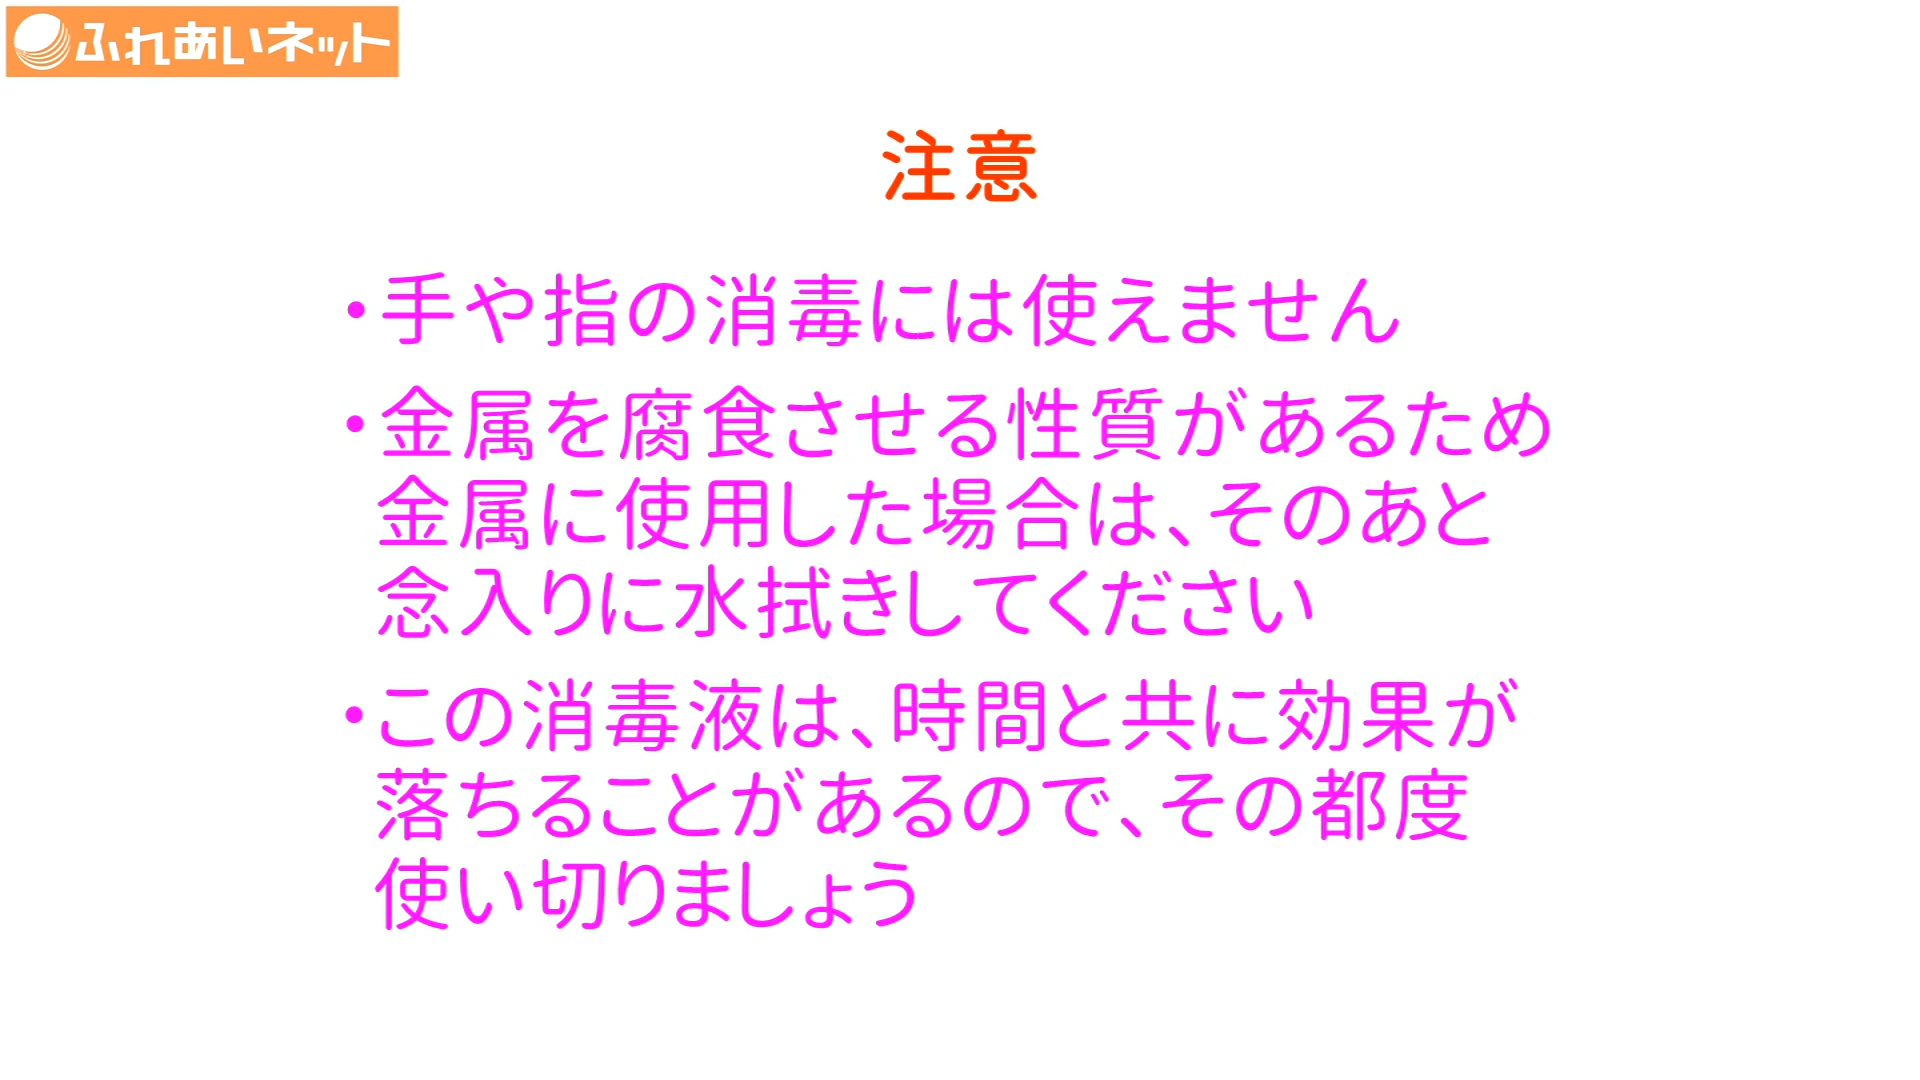 ふれあいネット
注意
・手や指の消毒には使えません
・金属を腐食させる性質があるため
金属に使用した場合は、そのあと
念入りに水拭きしてください
・この消毒液は、時間と共に効果が
落ちることがあるので、その都度
使い切りましょう